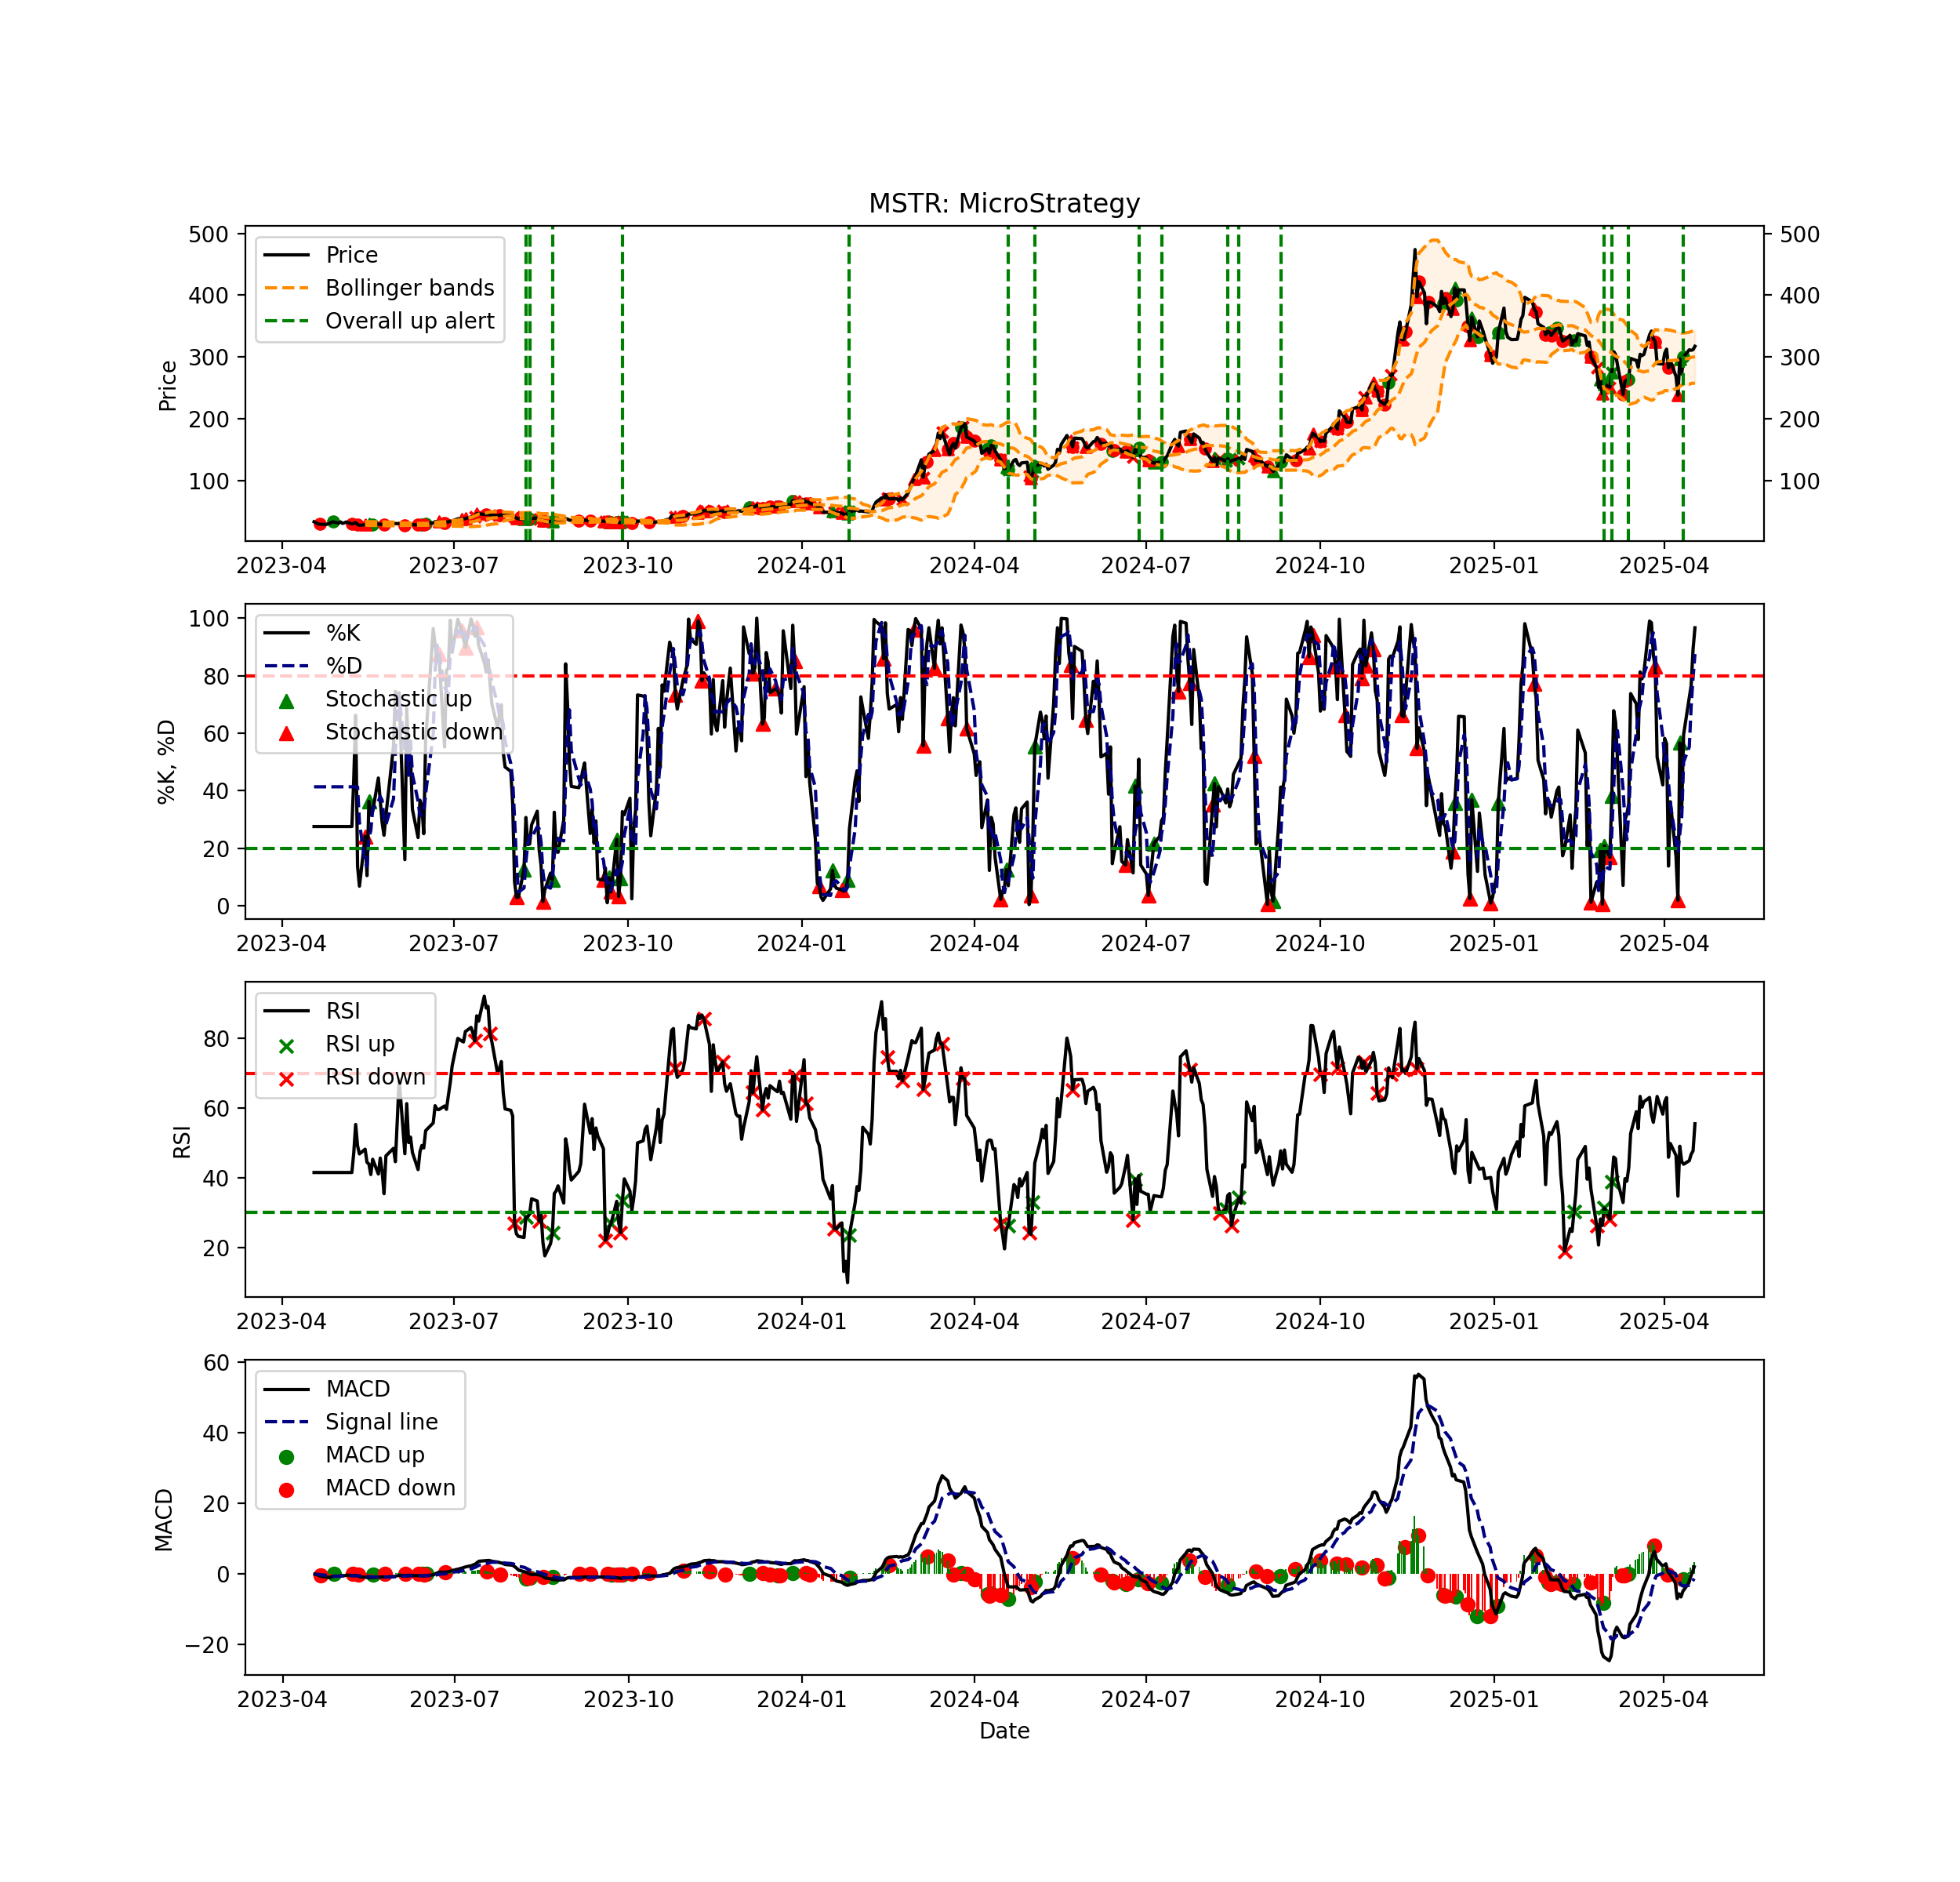 MSTR: MicroStrategy
Price
500
400
300
200
100
500
400
300
200
100
Price
Bollinger bands
Overall up alert
2023-04 2023-07 2023-10 2024-01 2024-04 2024-07 2024-10 2025-01 2025-04
%K, %D
100
80
60
40
20
0
%K
%D
Stochastic up
Stochastic down
2023-04 2023-07 2023-10 2024-01 2024-04 2024-07 2024-10 2025-01 2025-04
RSI
80
60
40
20
RSI
RSI up
RSI down
2023-04 2023-07 2023-10 2024-01 2024-04 2024-07 2024-10 2025-01 2025-04
MACD
60
40
20
0
−20
MACD
Signal line
MACD up
MACD down
2023-04 2023-07 2023-10 2024-01 2024-04 2024-07 2024-10 2025-01 2025-04
Date